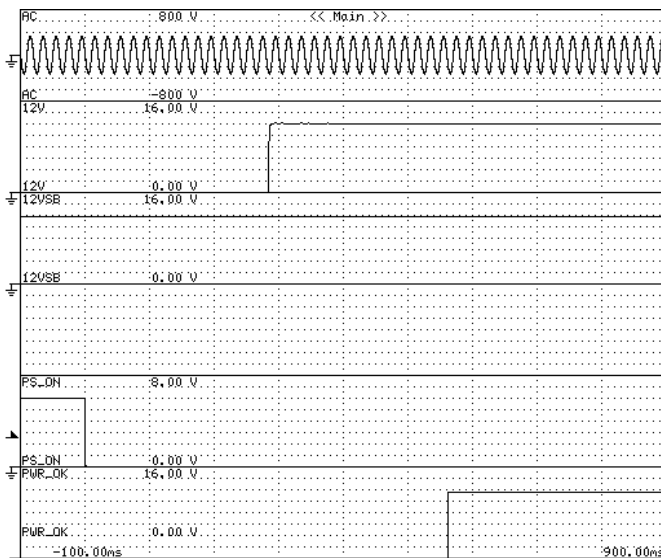 AC 800 V << Main >>
AC -800 V
12V 16.00 V
12V 0.00 V
12VSB 16.00 V
12VSB 0.00 V
PS_ON 8.00 V
PS_ON 0.00 V
PWR_OK 16.00 V
PWR_OK 0.00 V
-100.00ms 900.00ms